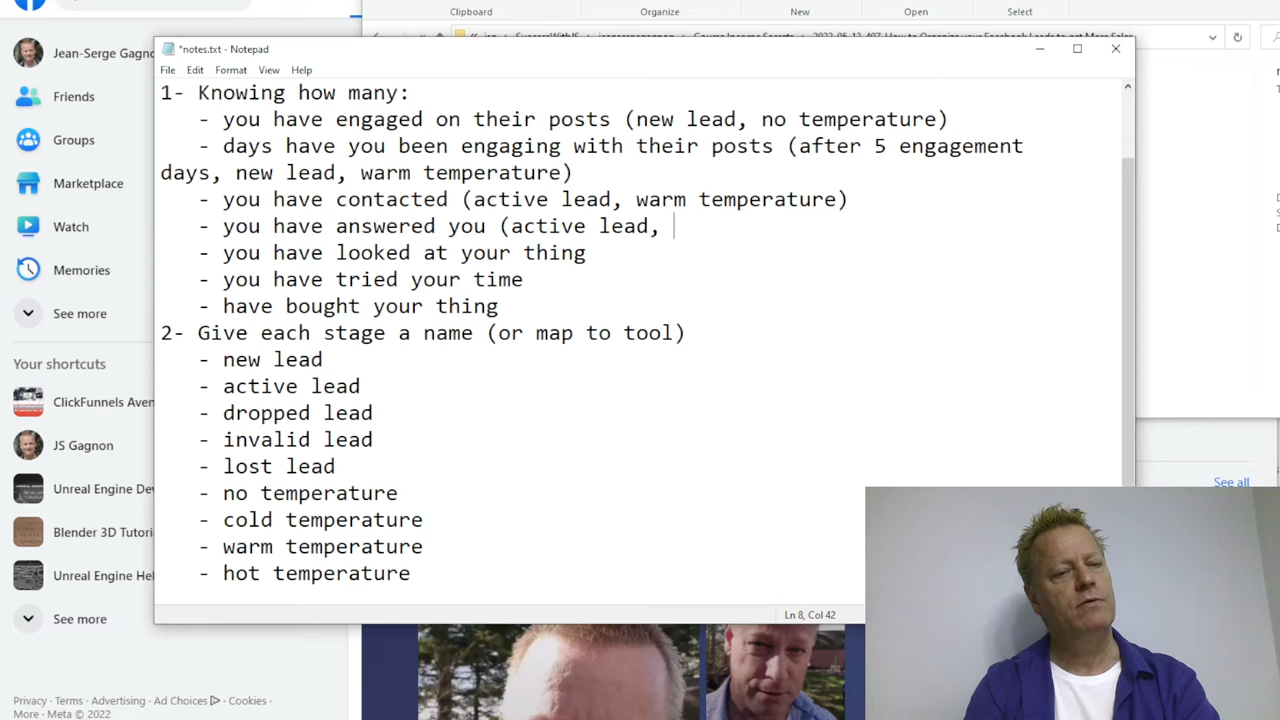 Clipboard
Organize
New
Open
Select
Jean-Serge Gagno
*notes.txt - Notepad
File Edit Format View Help
Friends
Groups
Marketplace
Watch
Memories
See more
Your shortcuts
ClickFunnels Aven
JS Gagnon
Unreal Engine Dev
Blender 3D Tutori
Unreal Engine Hel
See more
Privacy · Terms · Advertising · Ad Choices · Cookies ·
More · Meta © 2022
1- Knowing how many:
- you have engaged on their posts (new lead, no temperature)
- days have you been engaging with their posts (after 5 engagement
days, new lead, warm temperature)
- you have contacted (active lead, warm temperature)
- you have answered you (active lead,
- you have looked at your thing
- you have tried your time
- have bought your thing
2- Give each stage a name (or map to tool)
- new lead
- active lead
- dropped lead
- invalid lead
- lost lead
- no temperature
- cold temperature
- warm temperature
- hot temperature
Ln 8, Col 42
See all